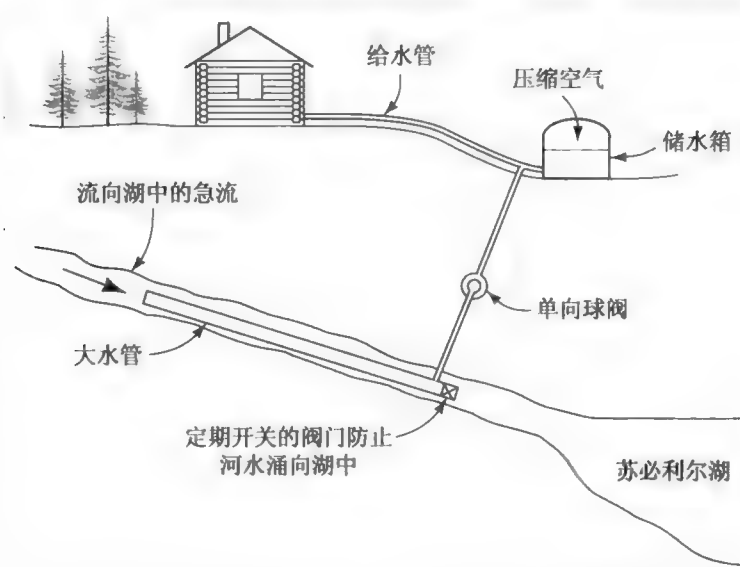 给水管
压缩空气
储水箱
流向湖中的急流
单向球阀
大水管
定期开关的阀门防止
河水涌向湖中
苏必利尔湖